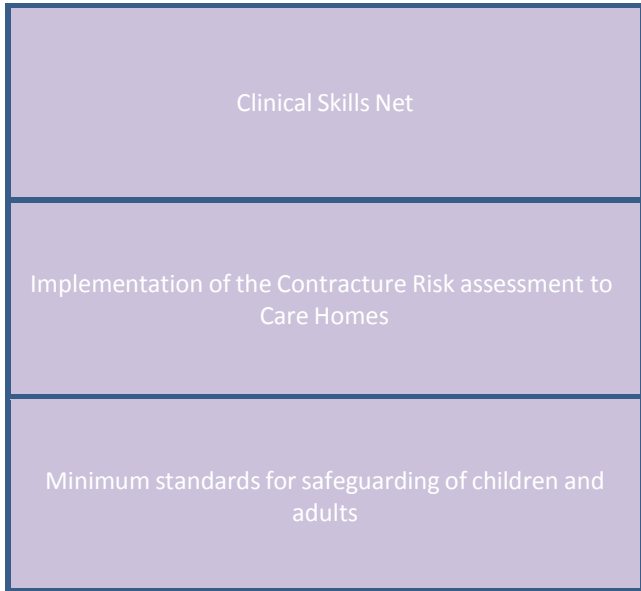 Clinical Skills Net
Implementation of the Contracture Risk assessment to
Care Homes
Minimum standards for safeguarding of children and
adults